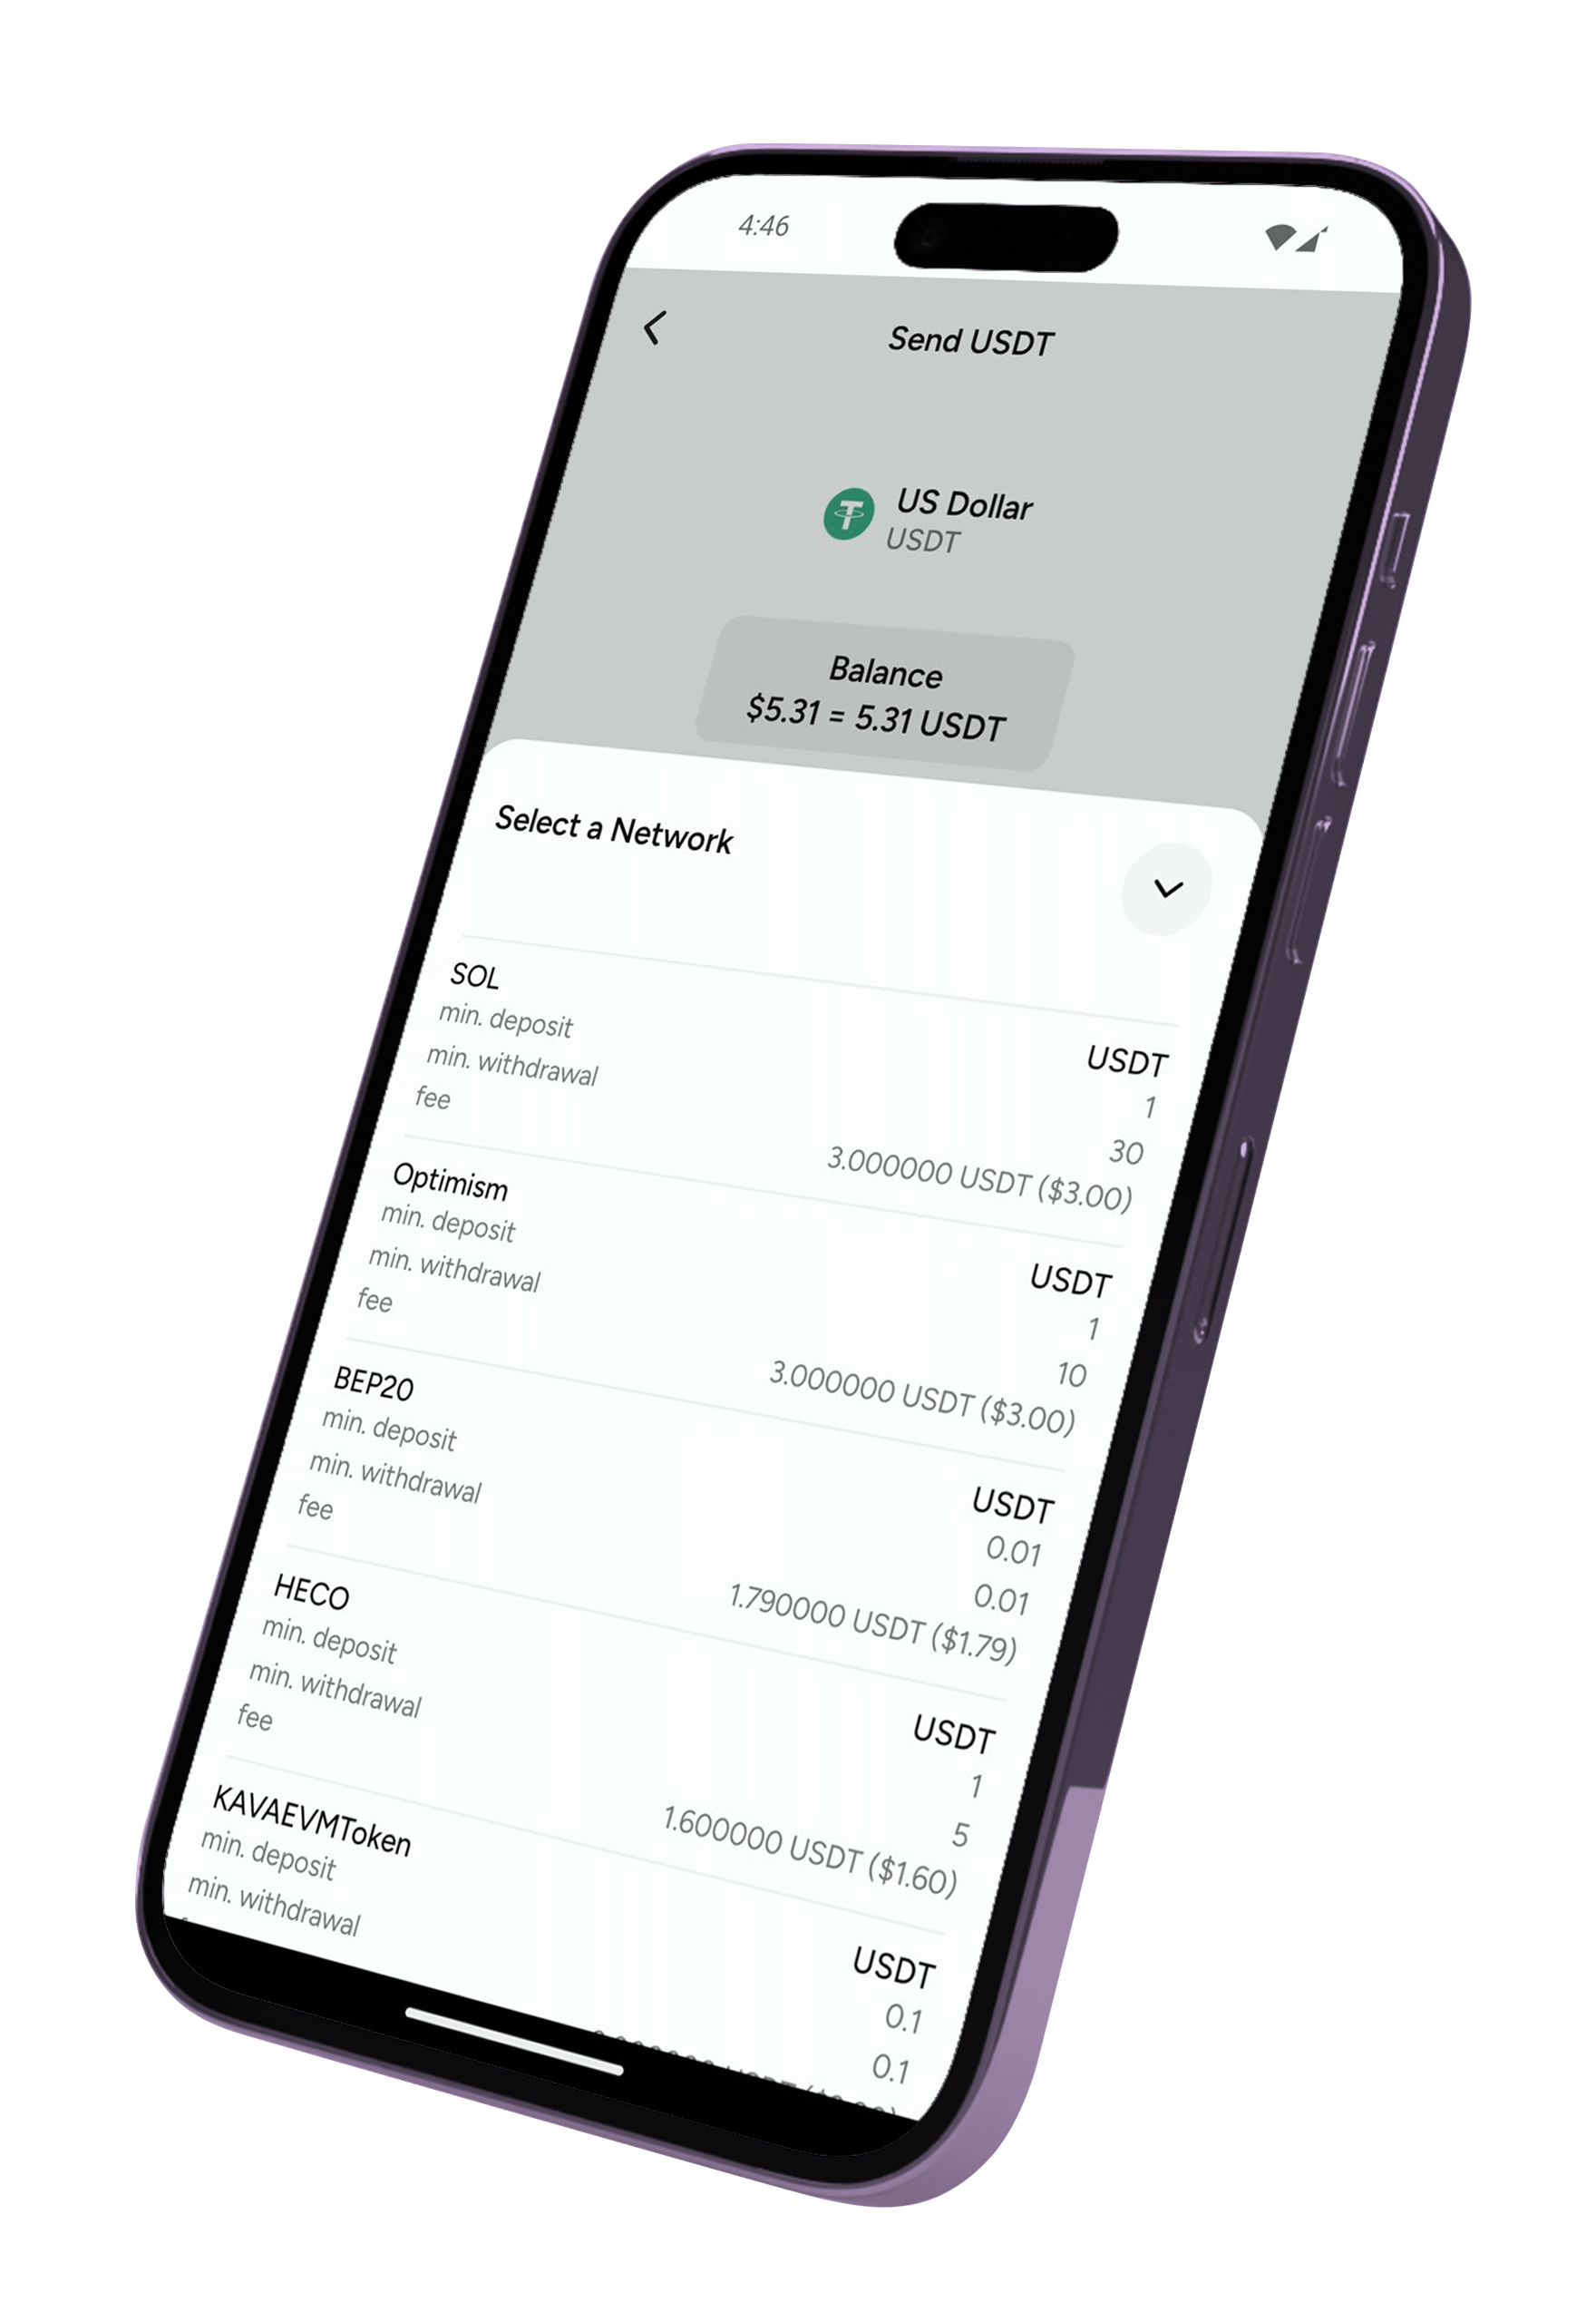 4:46
Send USDT
US Dollar
USDT
Balance
$5.31 = 5.31 USDT
Select a Network
SOL USDT
min. deposit 1
min. withdrawal 30
fee 3.000000 USDT ($3.00)
Optimism USDT
min. deposit 1
min. withdrawal 10
fee 3.000000 USDT ($3.00)
BEP20 USDT
min. deposit 0.01
min. withdrawal 0.01
fee 1.790000 USDT ($1.79)
HECO USDT
min. deposit 1
min. withdrawal 5
fee 1.600000 USDT ($1.60)
KAVAEVMToken USDT
min. deposit 0.1
min. withdrawal 0.1